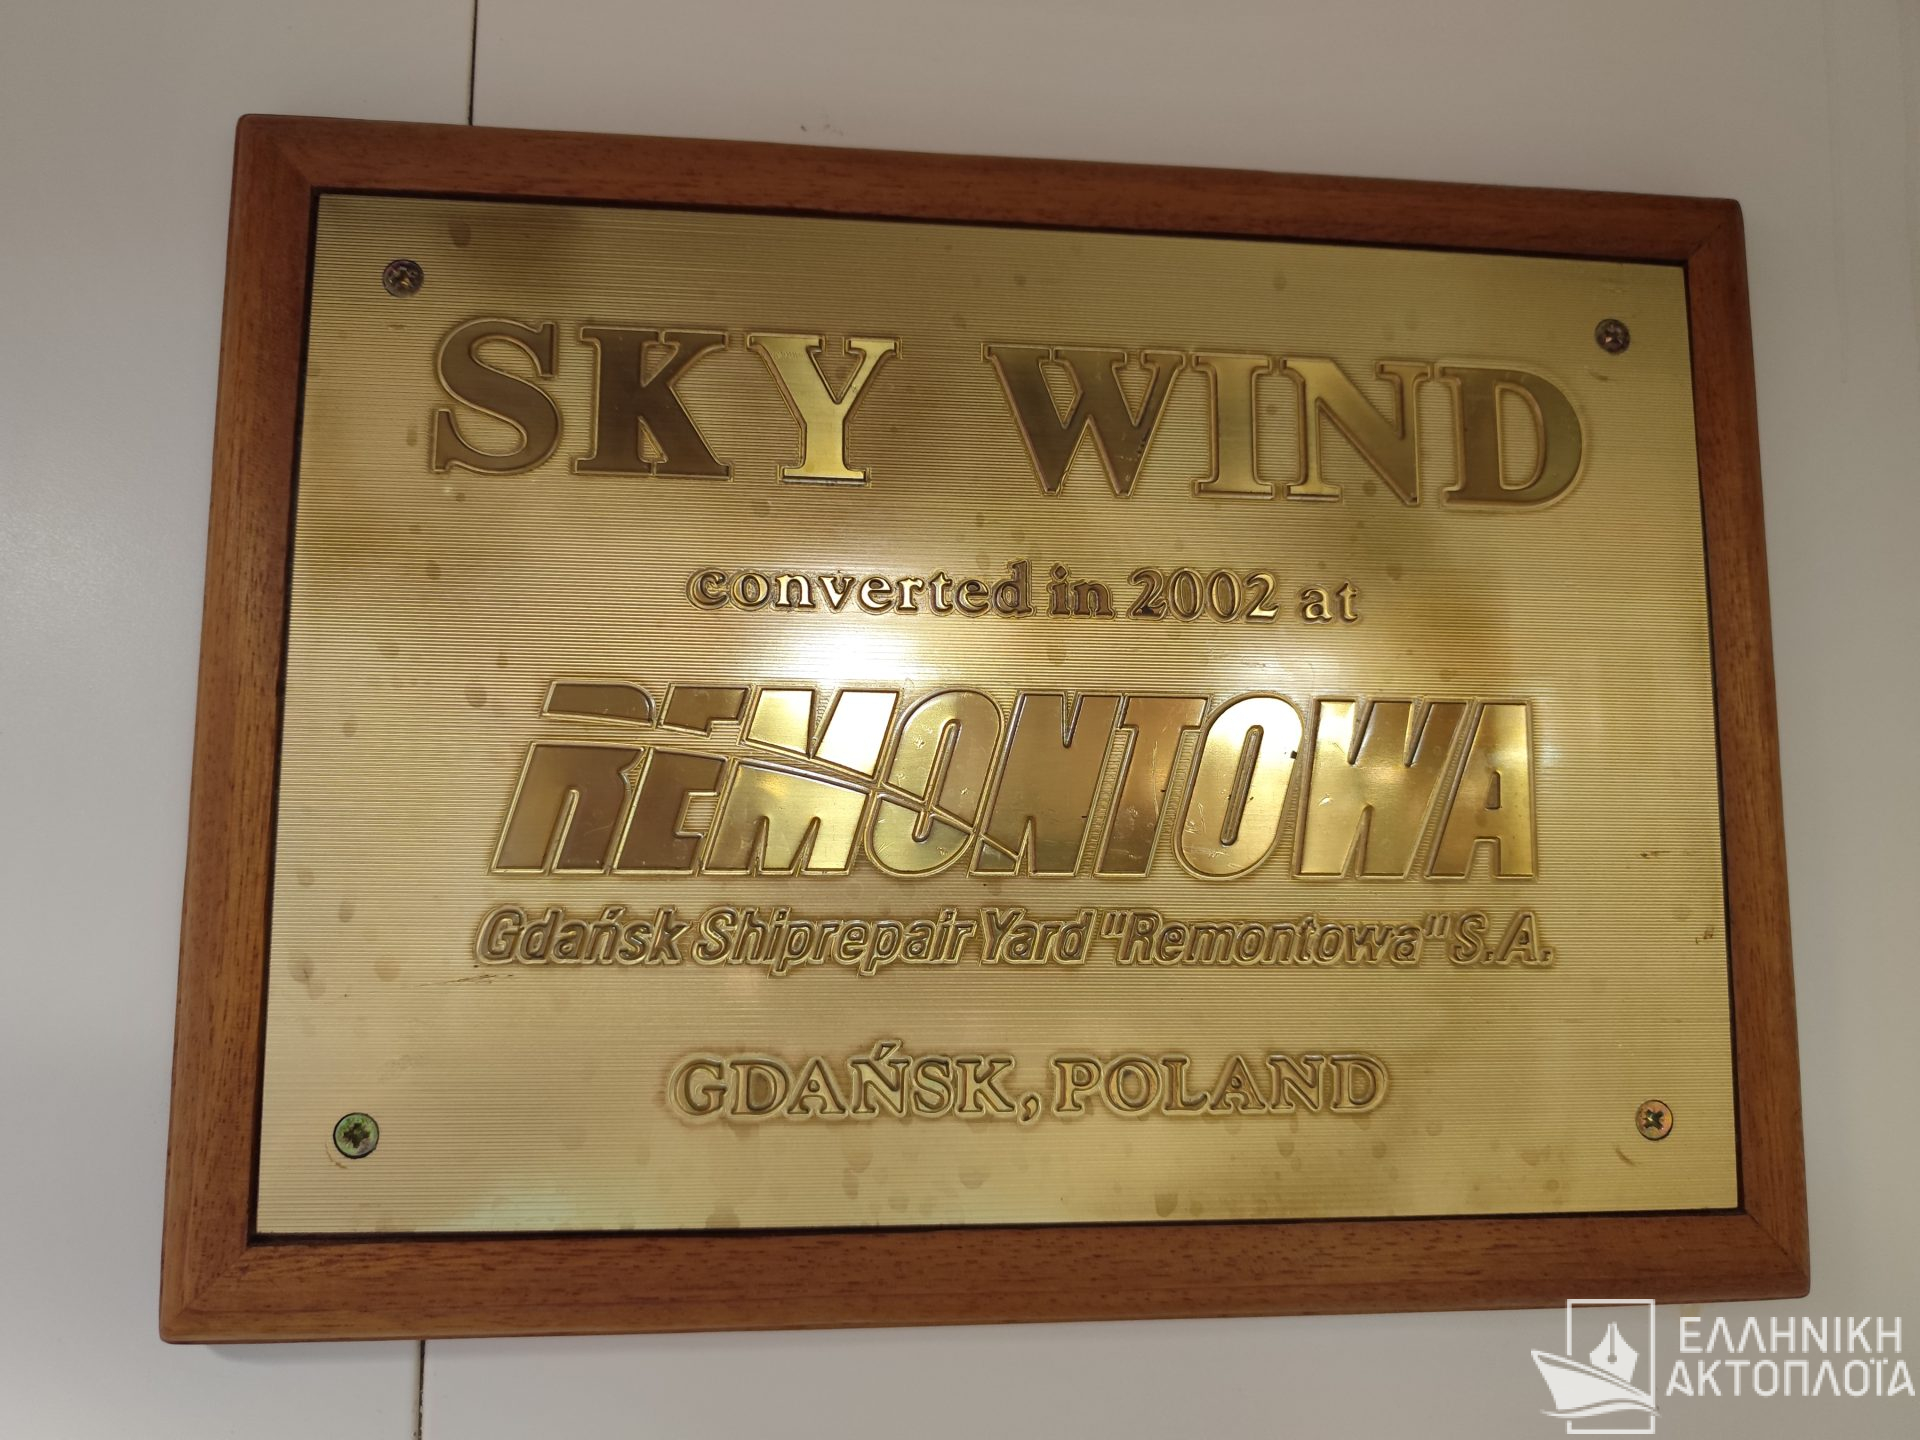 SKY WIND
converted in 2002 at
REMONTOWA
Gdańsk Shiprepair Yard "Remontowa" S.A.
GDAŃSK, POLAND
ΕΛΛΗΝΙΚΗ
ΑΚΤΟΠΛΟΪΑ